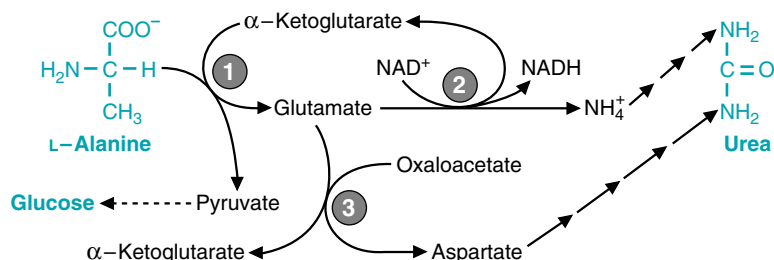 COO⁻ α–Ketoglutarate NH₂
H₂N–C–H 1 NAD⁺ 2 NADH C=O
CH₃ Glutamate NH₄⁺ NH₂
L–Alanine Urea
Oxaloacetate
Glucose Pyruvate 3
α–Ketoglutarate Aspartate